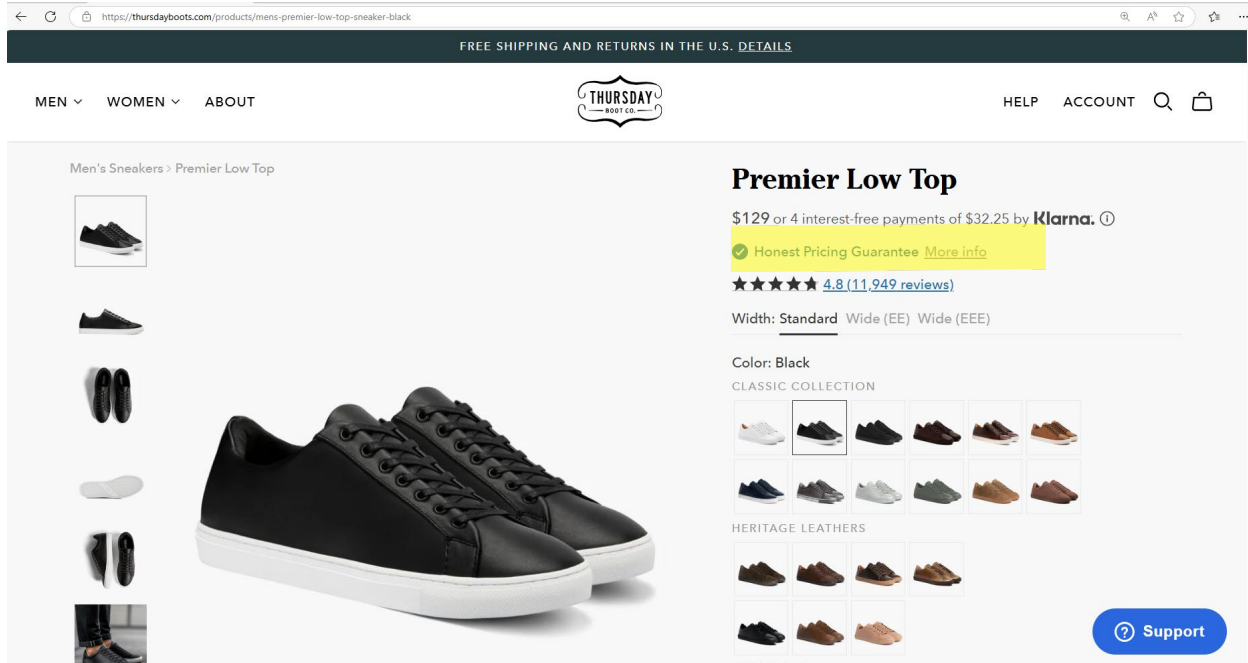 https://thursdayboots.com/products/mens-premier-low-top-sneaker-black
FREE SHIPPING AND RETURNS IN THE U.S. DETAILS
MEN WOMEN ABOUT
THURSDAY
BOOT CO.
HELP ACCOUNT
Men's Sneakers > Premier Low Top
Premier Low Top
$129 or 4 interest-free payments of $32.25 by Klarna.
Honest Pricing Guarantee More info
4.8 (11,949 reviews)
Width: Standard Wide (EE) Wide (EEE)
Color: Black
CLASSIC COLLECTION
HERITAGE LEATHERS
Support